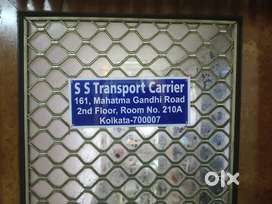 S S Transport Carrier
161, Mahatma Gandhi Road
2nd Floor, Room No. 210A
Kolkata-700007
OLX